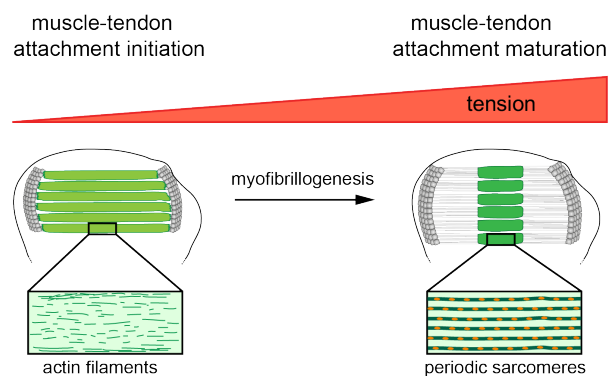 muscle-tendon
attachment initiation
muscle-tendon
attachment maturation
tension
myofibrillogenesis
actin filaments
periodic sarcomeres